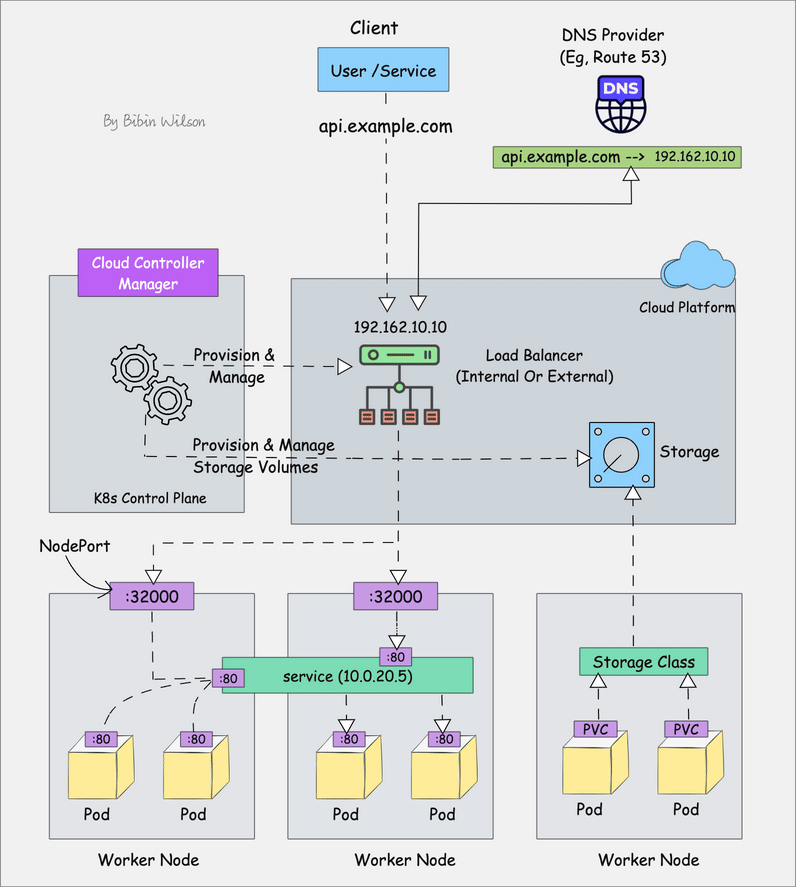 Client
User /Service
api.example.com
DNS Provider
(Eg, Route 53)
DNS
api.example.com --> 192.162.10.10
By Bibin Wilson
Cloud Controller
Manager
Cloud Platform
192.162.10.10
Load Balancer
(Internal Or External)
Provision &
Manage
Provision & Manage
Storage Volumes
Storage
K8s Control Plane
NodePort
:32000
:32000
:80
:80
service (10.0.20.5)
Storage Class
:80
:80
:80
:80
PVC
PVC
Pod
Pod
Pod
Pod
Pod
Pod
Worker Node
Worker Node
Worker Node